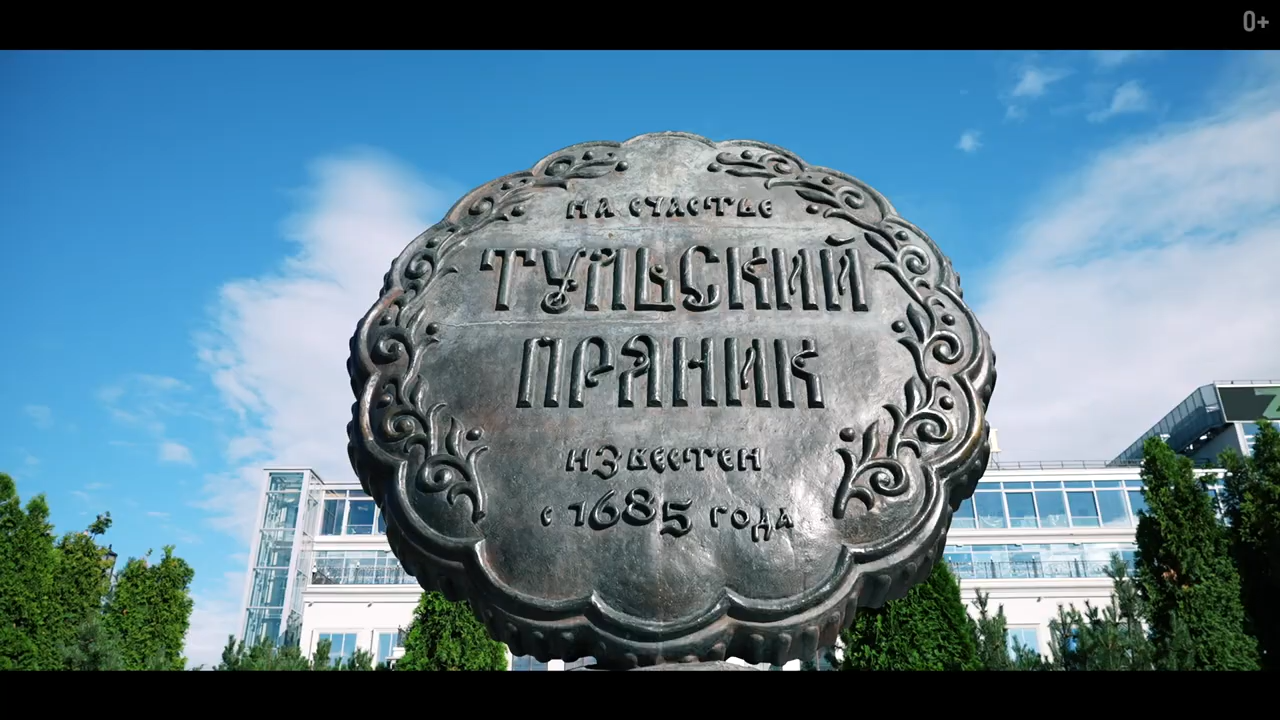 0+
НА СЧАСТЬЕ
ТУЛЬСКИЙ
ПРЯНИК
ИЗВЕСТЕН
с 1685 ГОДА